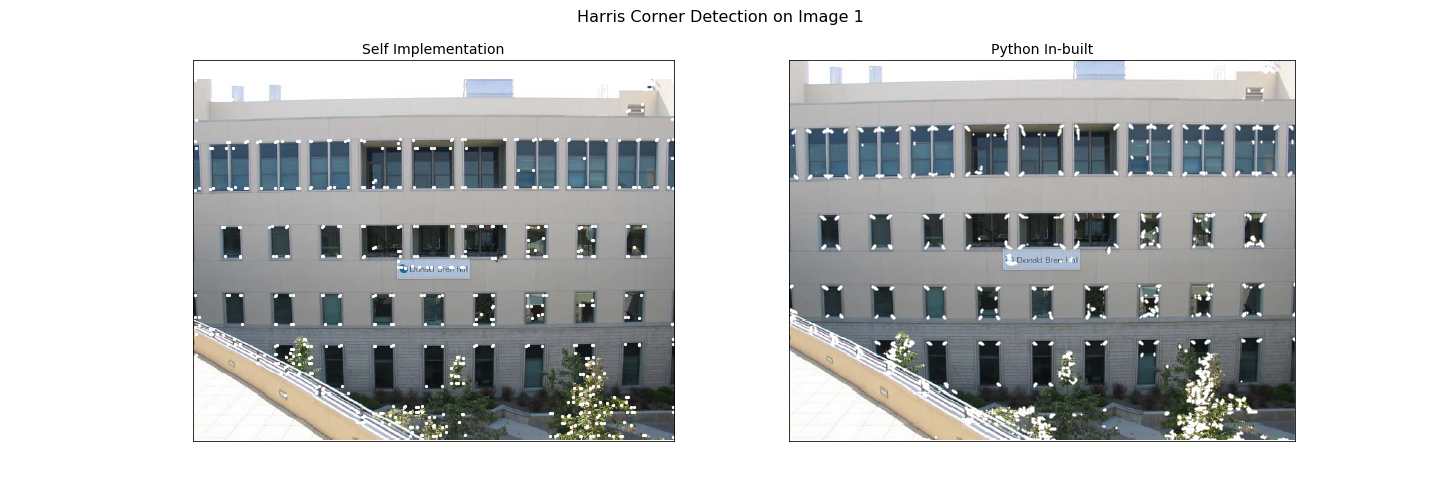 Harris Corner Detection on Image 1
Self Implementation
Python In-built
Donald Bren hall
Donald Bren hall